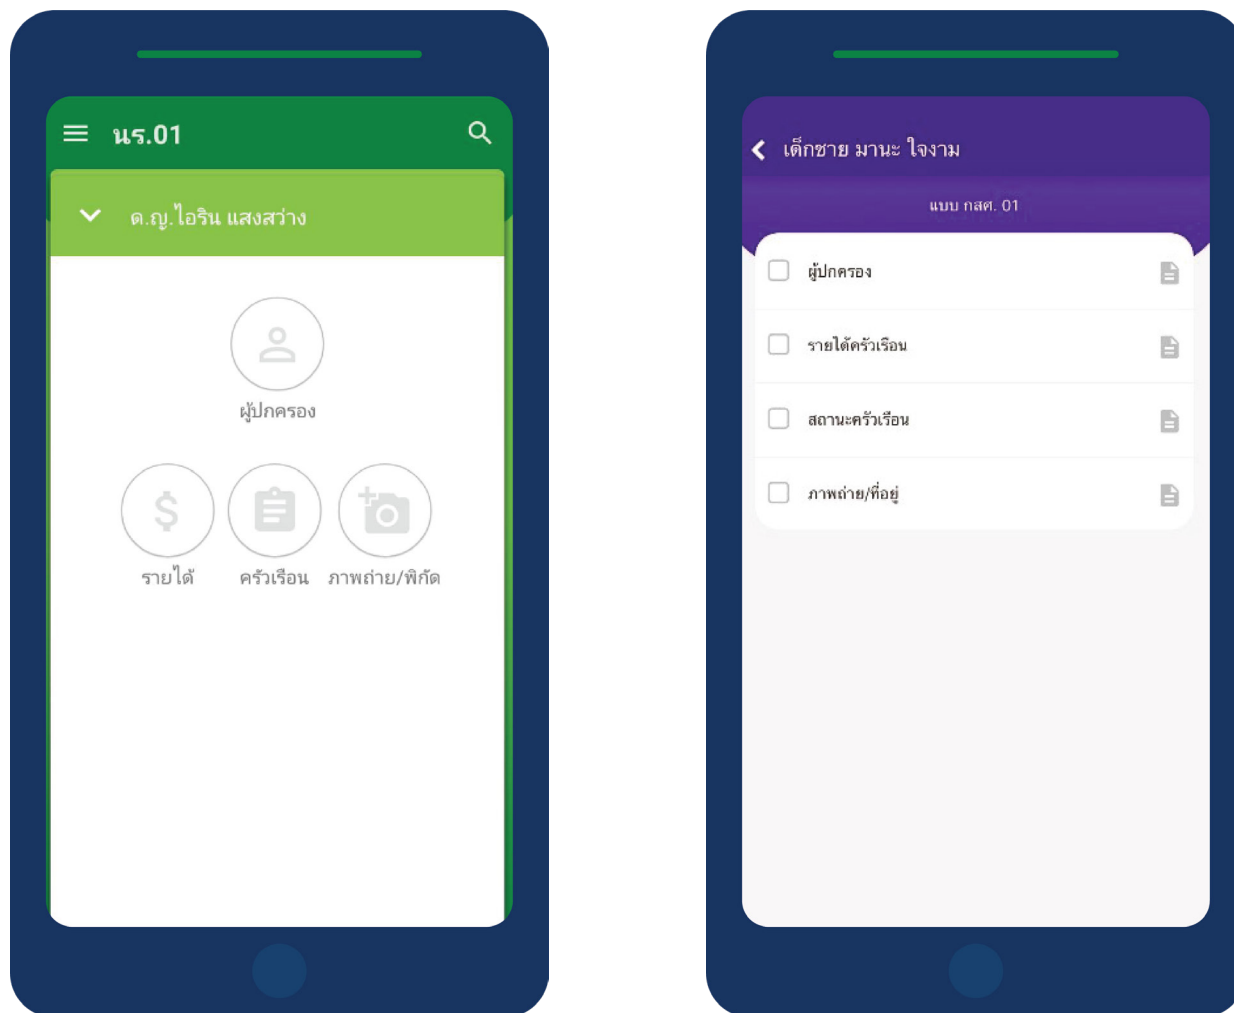 นร.01
ด.ญ.ไอริน แสงสว่าง
ผู้ปกครอง
รายได้ ครัวเรือน ภาพถ่าย/พิกัด
เด็กชาย มานะ ใจงาม
แบบ กสศ. 01
ผู้ปกครอง
รายได้ครัวเรือน
สถานะครัวเรือน
ภาพถ่าย/ที่อยู่